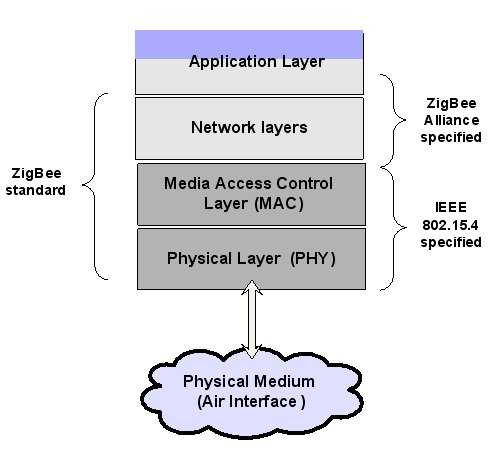 Application Layer
Network layers
Media Access Control
Layer (MAC)
Physical Layer (PHY)
ZigBee
standard
ZigBee
Alliance
specified
IEEE
802.15.4
specified
Physical Medium
(Air Interface )